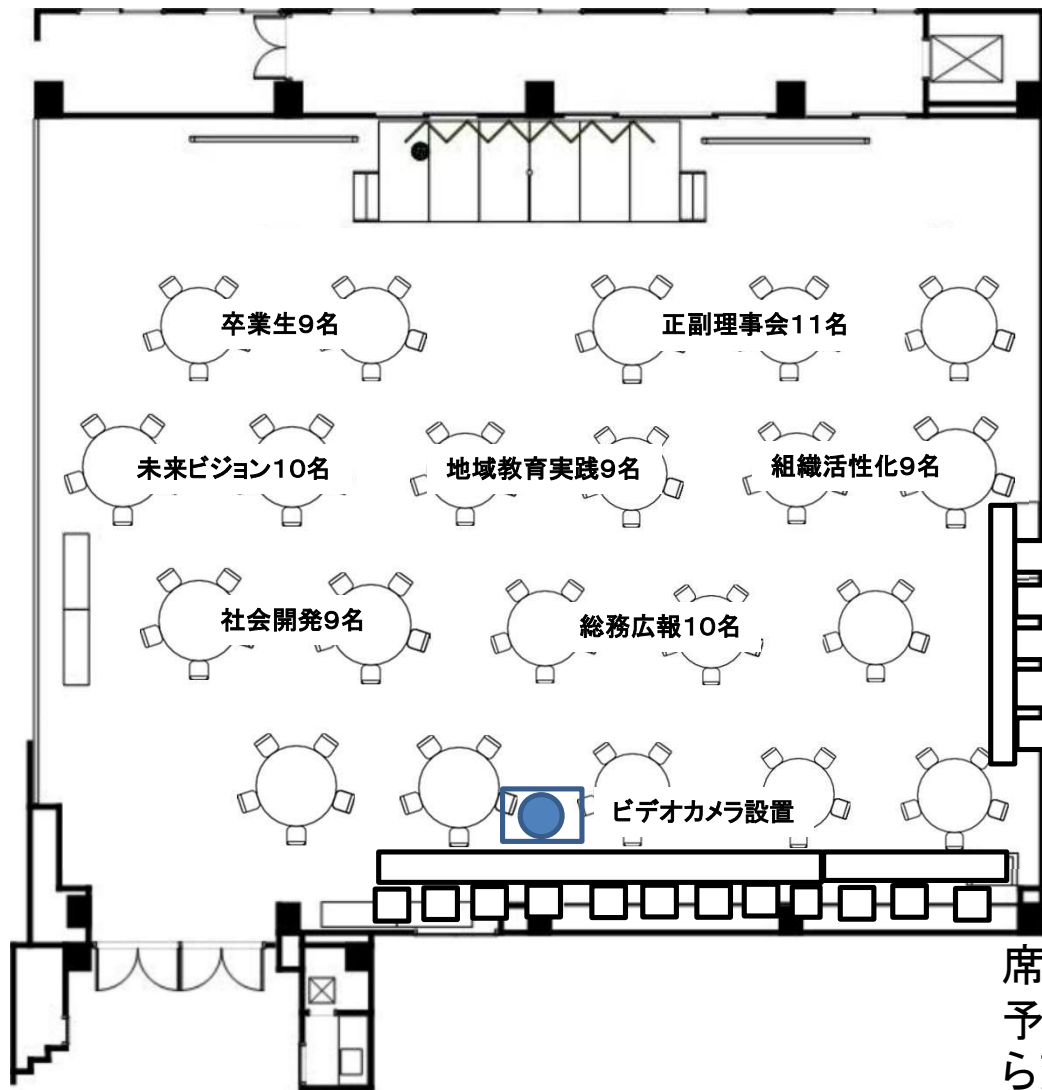 卒業生9名
正副理事会11名
未来ビジョン10名
地域教育実践9名
組織活性化9名
社会開発9名
総務広報10名
ビデオカメラ設置
席
予
ら